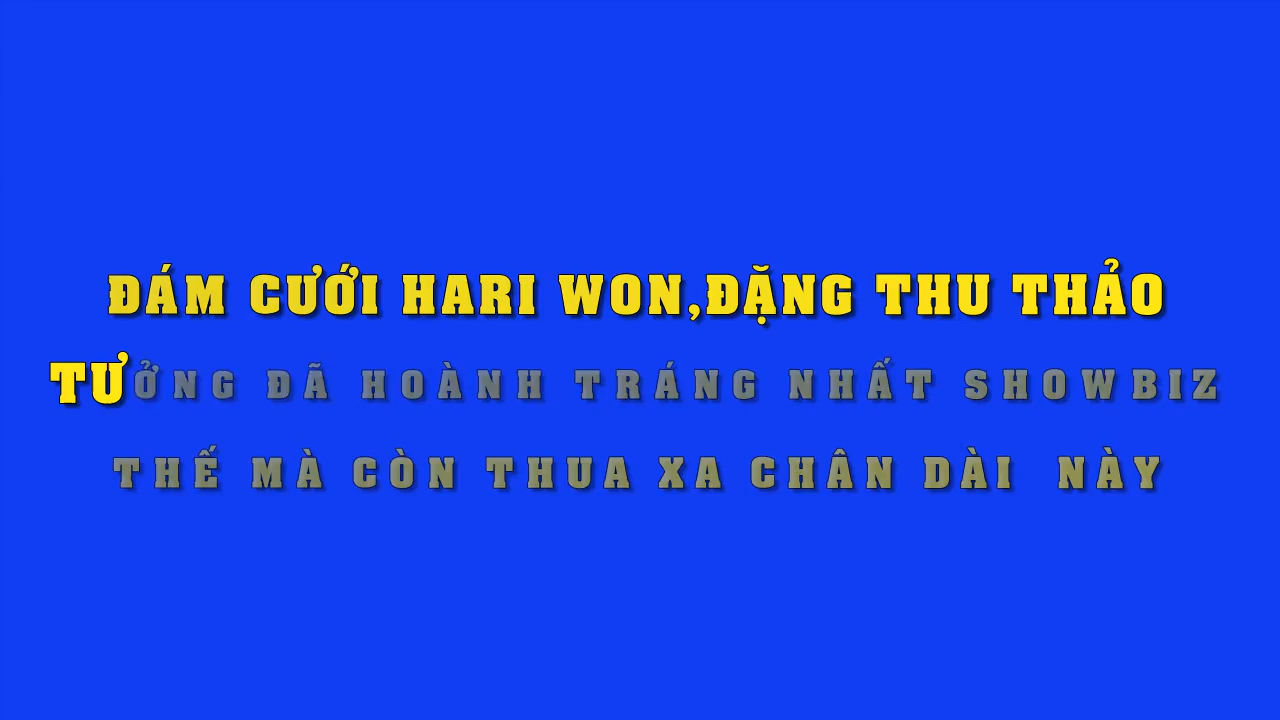 ĐÁM CƯỚI HARI WON,ĐẶNG THU THẢO
TƯỞNG ĐÃ HOÀNH TRÁNG NHẤT SHOWBIZ
THẾ MÀ CÒN THUA XA CHÂN DÀI NÀY